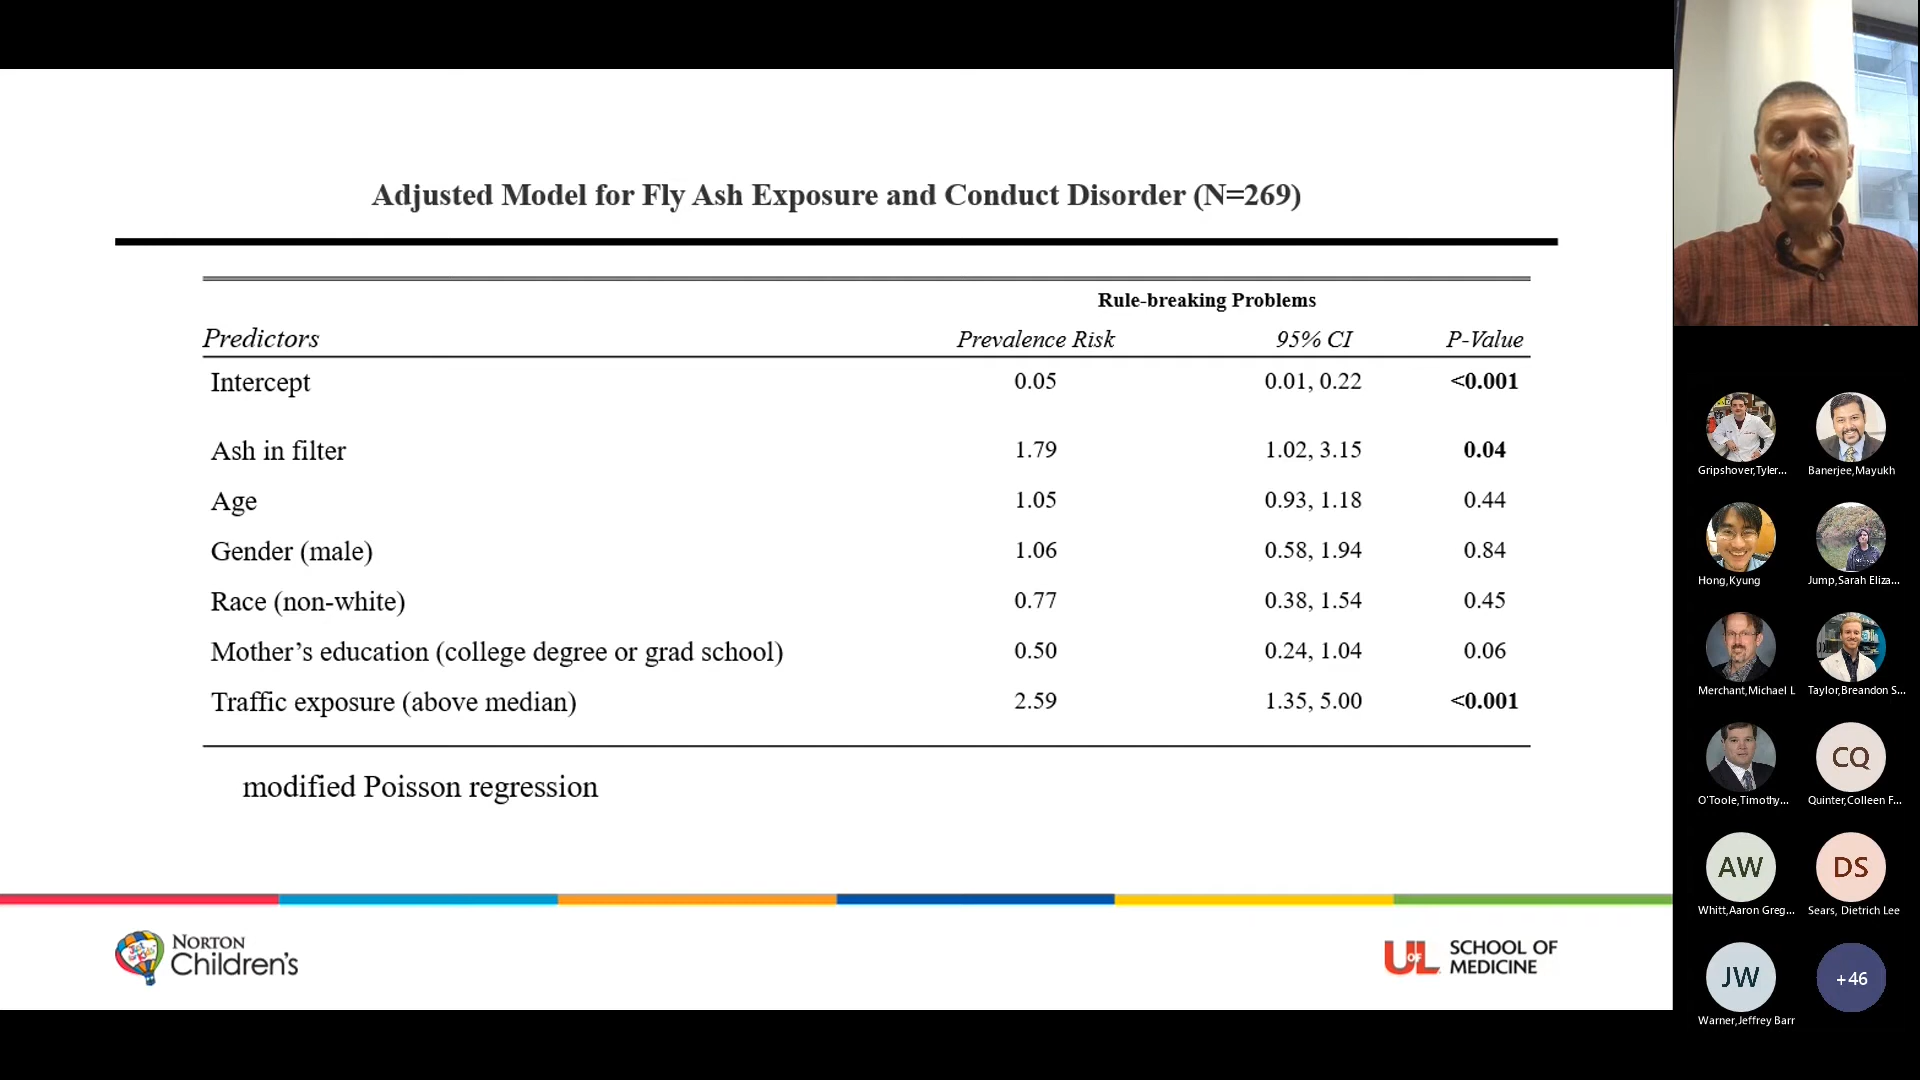 Adjusted Model for Fly Ash Exposure and Conduct Disorder (N=269)
Rule-breaking Problems
Predictors Prevalence Risk 95% CI P-Value
Intercept 0.05 0.01, 0.22 <0.001
Ash in filter 1.79 1.02, 3.15 0.04
Age 1.05 0.93, 1.18 0.44
Gender (male) 1.06 0.58, 1.94 0.84
Race (non-white) 0.77 0.38, 1.54 0.45
Mother’s education (college degree or grad school) 0.50 0.24, 1.04 0.06
Traffic exposure (above median) 2.59 1.35, 5.00 <0.001
modified Poisson regression
Just for Kids
NORTON
Children's
UOFL
SCHOOL OF
MEDICINE
Gripshover,Tyler... Banerjee,Mayukh
Hong,Kyung Jump,Sarah Eliza...
Merchant,Michael L Taylor,Breandon S...
O'Toole,Timothy... Quinter,Colleen F...
CQ
AW DS
Whitt,Aaron Greg... Sears, Dietrich Lee
JW +46
Warner,Jeffrey Barr